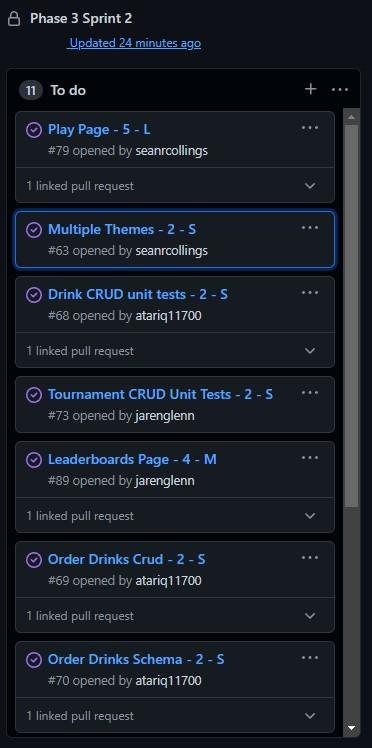 Phase 3 Sprint 2
Updated 24 minutes ago
11 To do
Play Page - 5 - L
#79 opened by seanrcollings
1 linked pull request
Multiple Themes - 2 - S
#63 opened by seanrcollings
Drink CRUD unit tests - 2 - S
#68 opened by atariq11700
1 linked pull request
Tournament CRUD Unit Tests - 2 - S
#73 opened by jarenglenn
Leaderboards Page - 4 - M
#89 opened by jarenglenn
1 linked pull request
Order Drinks Crud - 2 - S
#69 opened by atariq11700
1 linked pull request
Order Drinks Schema - 2 - S
#70 opened by atariq11700
1 linked pull request